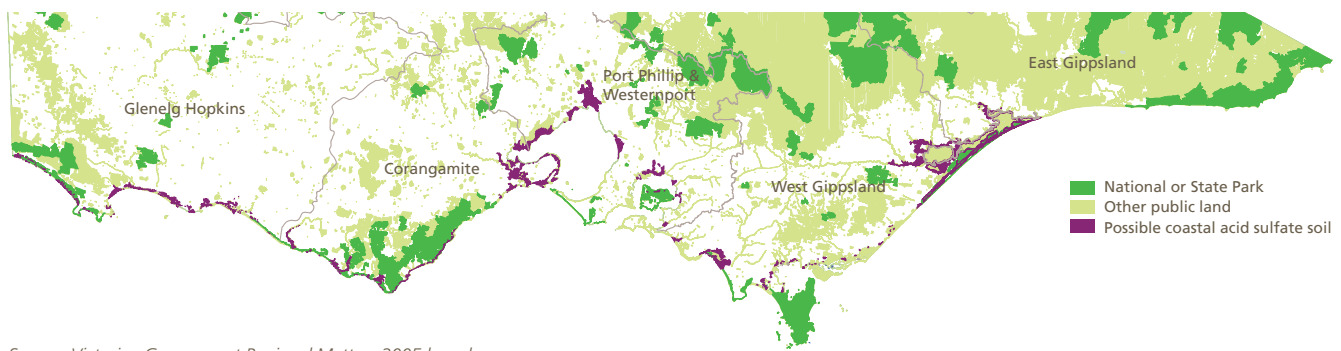 Port Phillip &
Westernport
East Gippsland
Glenelg Hopkins
Corangamite
West Gippsland
National or State Park
Other public land
Possible coastal acid sulfate soil